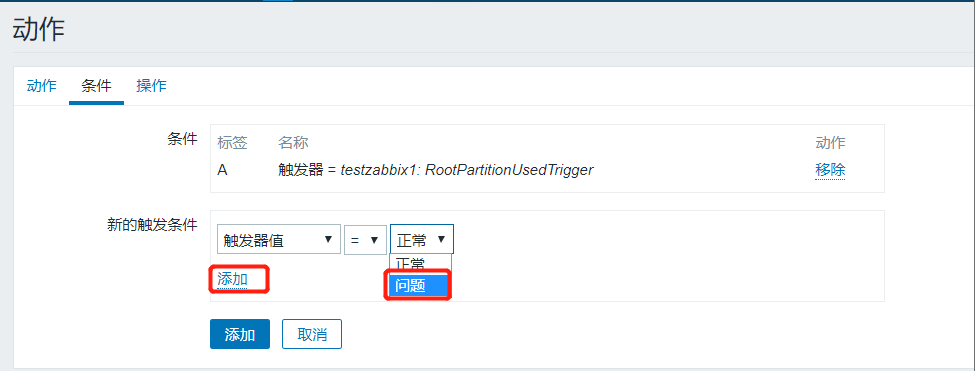 动作
动作 条件 操作
条件 标签 名称 动作
A 触发器 = testzabbix1: RootPartitionUsedTrigger 移除
新的触发条件 触发器值 = 正常
正常
添加 问题
添加 取消